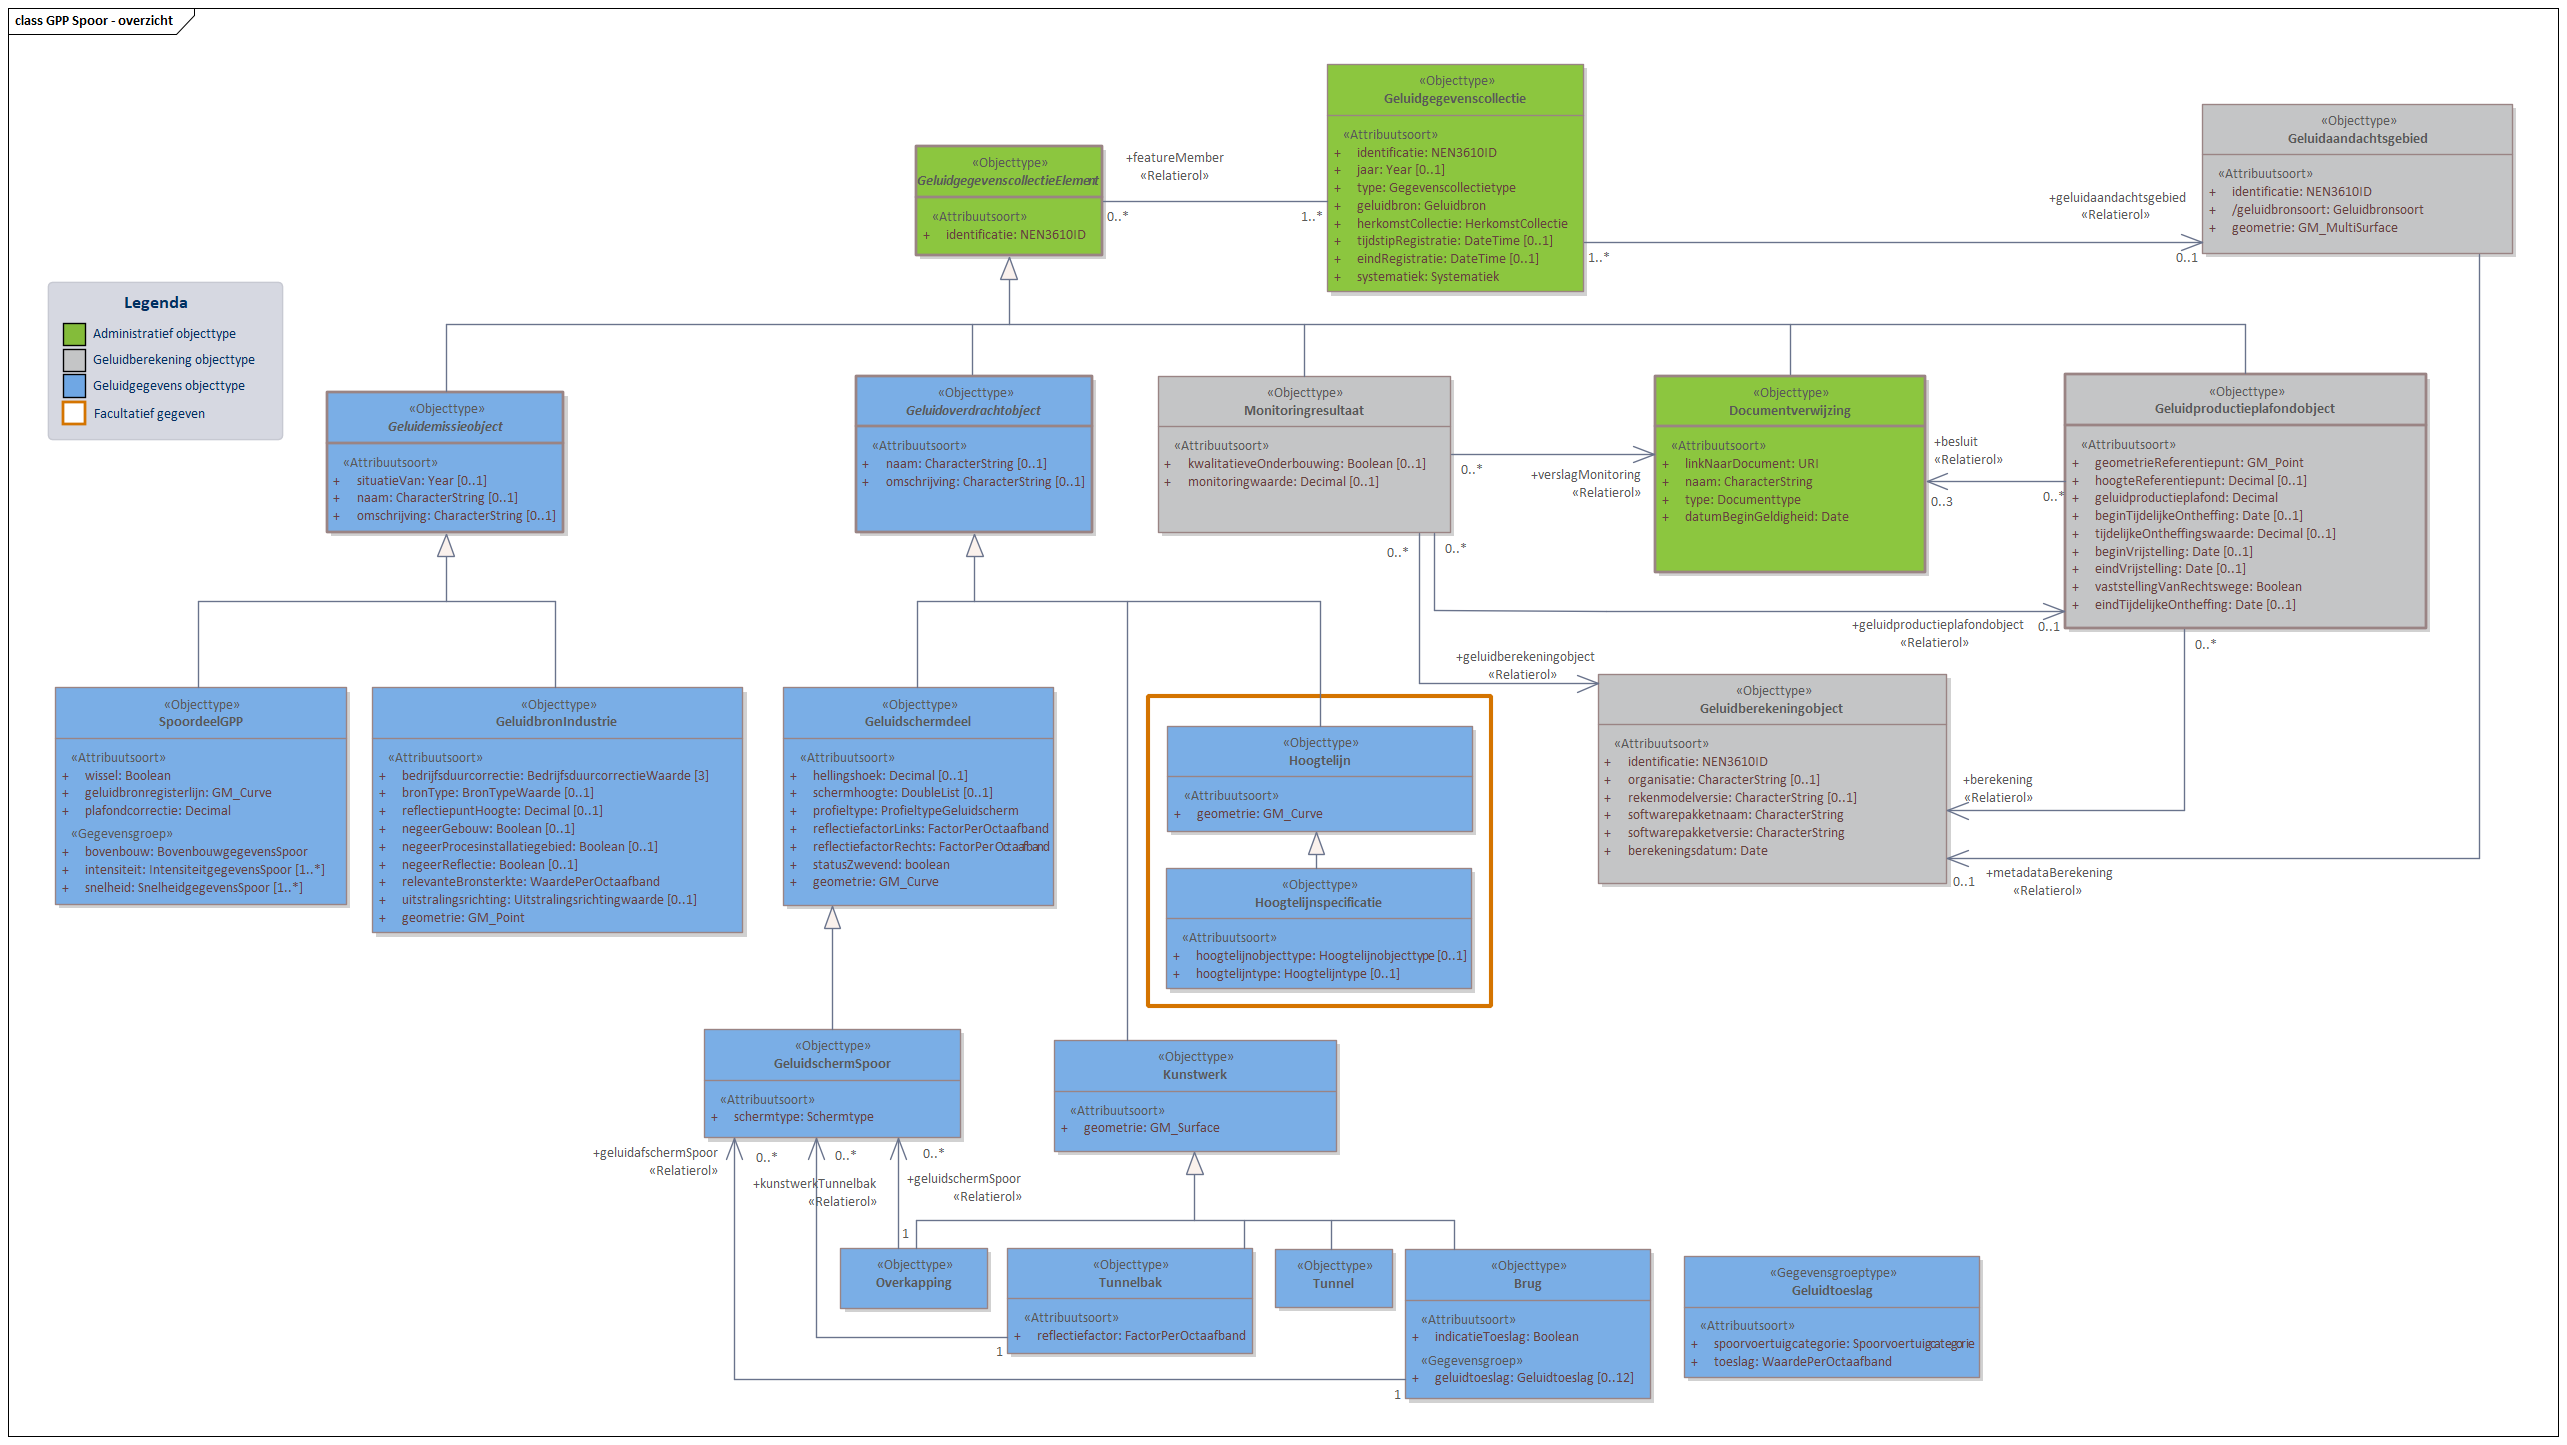 class GPP Spoor - overzicht
«Objecttype»
Geluidgegevenscollectie
«Attribuutsoort»
+ identificatie: NEN3610ID
+ jaar: Year [0..1]
+ type: Gegevenscollectietype
+ geluidbron: Geluidbron
+ herkomstCollectie: HerkomstCollectie
+ tijdstipRegistratie: DateTime [0..1]
+ eindRegistratie: DateTime [0..1]
+ systematiek: Systematiek
«Objecttype»
Geluidaandachtsgebied
«Attribuutsoort»
+ identificatie: NEN3610ID
+ /geluidbronsoort: Geluidbronsoort
+ geometrie: GM_MultiSurface
«Objecttype»
GeluidgegevenscollectieElement
«Attribuutsoort»
+ identificatie: NEN3610ID
+featureMember
«Relatierol»
0..*
1..*
+geluidaandachtsgebied
«Relatierol»
1..*
0..1
Legenda
Administratief objecttype
Geluidberekening objecttype
Geluidgegevens objecttype
Facultatief gegeven
«Objecttype»
Geluidemissieobject
«Attribuutsoort»
+ situatieVan: Year [0..1]
+ naam: CharacterString [0..1]
+ omschrijving: CharacterString [0..1]
«Objecttype»
Geluidoverdrachtobject
«Attribuutsoort»
+ naam: CharacterString [0..1]
+ omschrijving: CharacterString [0..1]
«Objecttype»
Monitoringresultaat
«Attribuutsoort»
+ kwalitatieveOnderbouwing: Boolean [0..1]
+ monitoringwaarde: Decimal [0..1]
0..*
+verslagMonitoring
«Relatierol»
«Objecttype»
Documentverwijzing
«Attribuutsoort»
+ linkNaarDocument: URI
+ naam: CharacterString
+ type: Documenttype
+ datumBeginGeldigheid: Date
+besluit
«Relatierol»
0..3
0..*
«Objecttype»
Geluidproductieplafondobject
«Attribuutsoort»
+ geometrieReferentiepunt: GM_Point
+ hoogteReferentiepunt: Decimal [0..1]
+ geluidproductieplafond: Decimal
+ beginTijdelijkeOntheffing: Date [0..1]
+ tijdelijkeOntheffingswaarde: Decimal [0..1]
+ beginVrijstelling: Date [0..1]
+ eindVrijstelling: Date [0..1]
+ vaststellingVanRechtswege: Boolean
+ eindTijdelijkeOntheffing: Date [0..1]
0..*
0..*
+geluidproductieplafondobject
«Relatierol»
0..1
0..*
+geluidberekeningobject
«Relatierol»
«Objecttype»
SpoordeelGPP
«Attribuutsoort»
+ wissel: Boolean
+ geluidbronregisterlijn: GM_Curve
+ plafondcorrectie: Decimal
«Gegevensgroep»
+ bovenbouw: BovenbouwgegevensSpoor
+ intensiteit: IntensiteitgegevensSpoor [1..*]
+ snelheid: SnelheidgegevensSpoor [1..*]
«Objecttype»
GeluidbronIndustrie
«Attribuutsoort»
+ bedrijfsduurcorrectie: BedrijfsduurcorrectieWaarde [3]
+ bronType: BronTypeWaarde [0..1]
+ reflectiepuntHoogte: Decimal [0..1]
+ negeerGebouw: Boolean [0..1]
+ negeerProcesinstallatiegebied: Boolean [0..1]
+ negeerReflectie: Boolean [0..1]
+ relevanteBronsterkte: WaardePerOctaafband
+ uitstralingsrichting: Uitstralingsrichtingwaarde [0..1]
+ geometrie: GM_Point
«Objecttype»
Geluidschermdeel
«Attribuutsoort»
+ hellingshoek: Decimal [0..1]
+ schermhoogte: DoubleList [0..1]
+ profieltype: ProfieltypeGeluidscherm
+ reflectiefactorLinks: FactorPerOctaafband
+ reflectiefactorRechts: FactorPerOctaafband
+ statusZwevend: boolean
+ geometrie: GM_Curve
«Objecttype»
Hoogtelijn
«Attribuutsoort»
+ geometrie: GM_Curve
«Objecttype»
Hoogtelijnspecificatie
«Attribuutsoort»
+ hoogtelijnobjecttype: Hoogtelijnobjecttype [0..1]
+ hoogtelijntype: Hoogtelijntype [0..1]
«Objecttype»
Geluidberekeningobject
«Attribuutsoort»
+ identificatie: NEN3610ID
+ organisatie: CharacterString [0..1]
+ rekenmodelversie: CharacterString [0..1]
+ softwarepakketnaam: CharacterString
+ softwarepakketversie: CharacterString
+ berekeningsdatum: Date
+berekening
«Relatierol»
0..1
+metadataBerekening
«Relatierol»
«Objecttype»
GeluidschermSpoor
«Attribuutsoort»
+ schermtype: Schermtype
«Objecttype»
Kunstwerk
«Attribuutsoort»
+ geometrie: GM_Surface
+geluidafschermSpoor
«Relatierol»
0..*
+kunstwerkTunnelbak
«Relatierol»
0..*
+geluidschermSpoor
«Relatierol»
0..*
1
«Objecttype»
Overkapping
«Objecttype»
Tunnelbak
«Attribuutsoort»
+ reflectiefactor: FactorPerOctaafband
1
«Objecttype»
Tunnel
«Objecttype»
Brug
«Attribuutsoort»
+ indicatieToeslag: Boolean
«Gegevensgroep»
+ geluidtoeslag: Geluidtoeslag [0..12]
1
«Gegevensgroeptype»
Geluidtoeslag
«Attribuutsoort»
+ spoorvoertuigcategorie: Spoorvoertuigcategorie
+ toeslag: WaardePerOctaafband